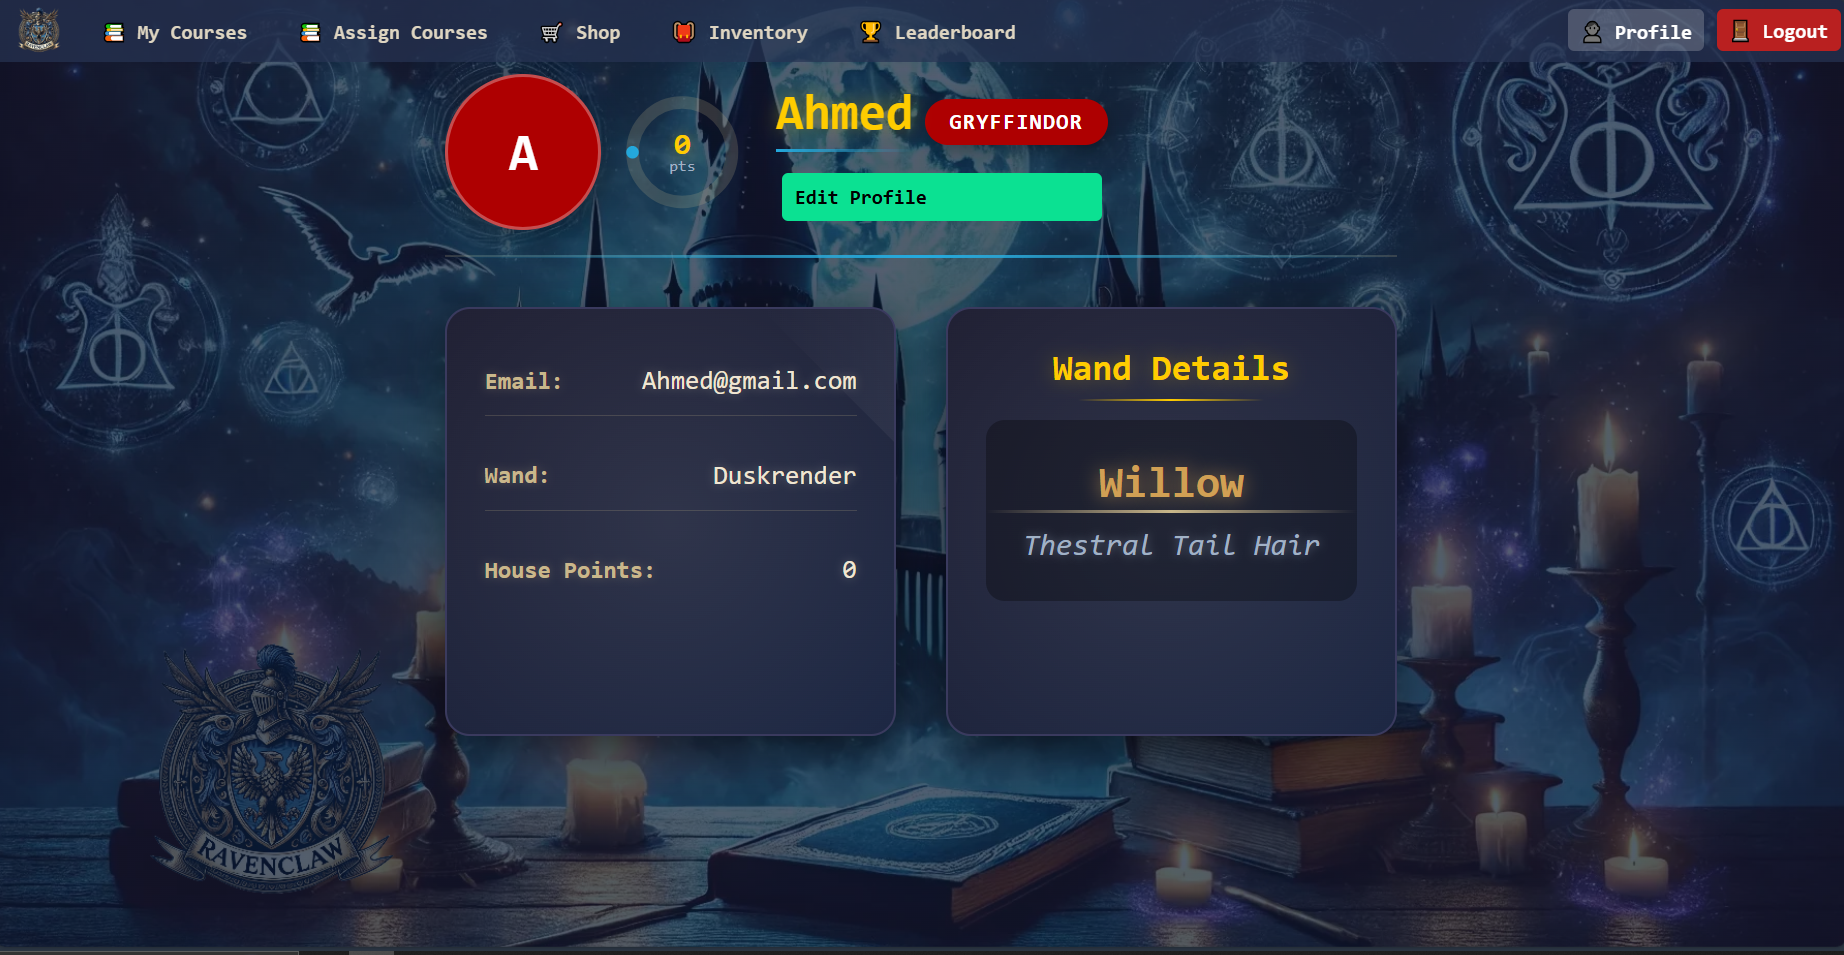 My Courses
Assign Courses
Shop
Inventory
Leaderboard
Profile
Logout
A
0
pts
Ahmed
GRYFFINDOR
Edit Profile
Email:
Ahmed@gmail.com
Wand:
Duskrender
House Points:
0
Wand Details
Willow
Thestral Tail Hair
RAVENCLAW